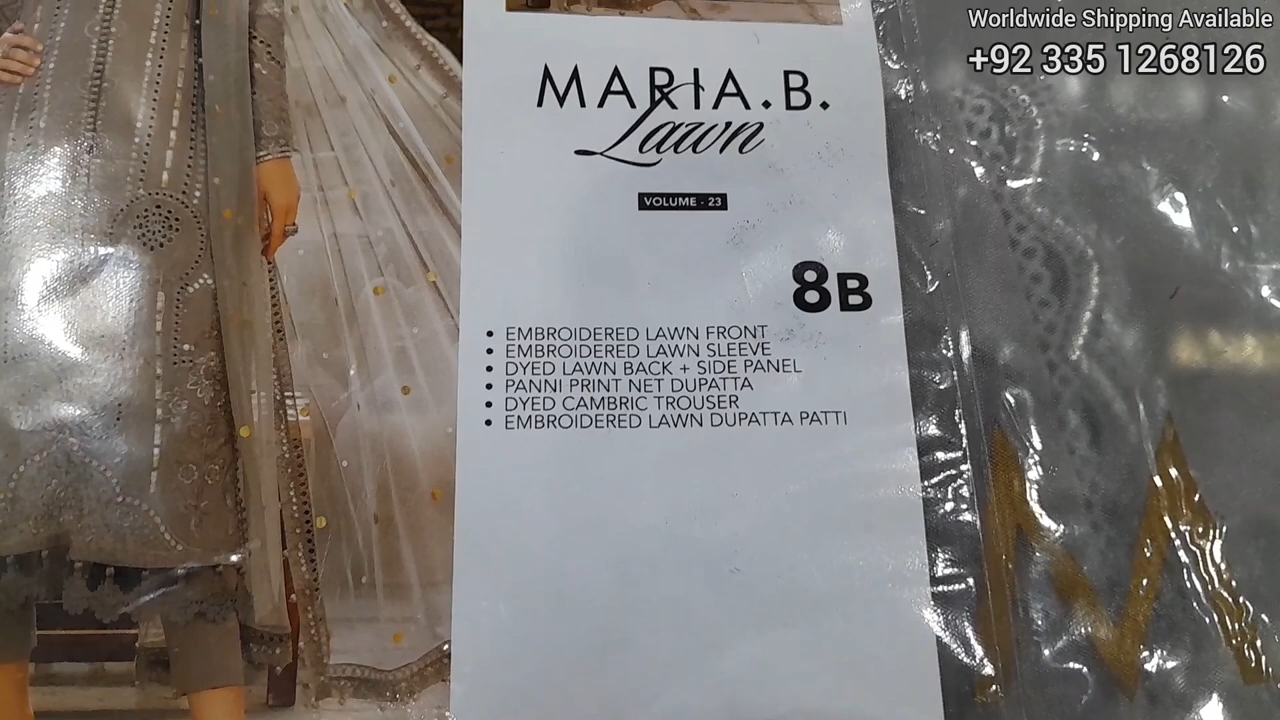 Worldwide Shipping Available
+92 335 1268126
MARIA.B.
Lawn
VOLUME - 23
8B
• EMBROIDERED LAWN FRONT
• EMBROIDERED LAWN SLEEVE
• DYED LAWN BACK + SIDE PANEL
• PANNI PRINT NET DUPATTA
• DYED CAMBRIC TROUSER
• EMBROIDERED LAWN DUPATTA PATTI
M